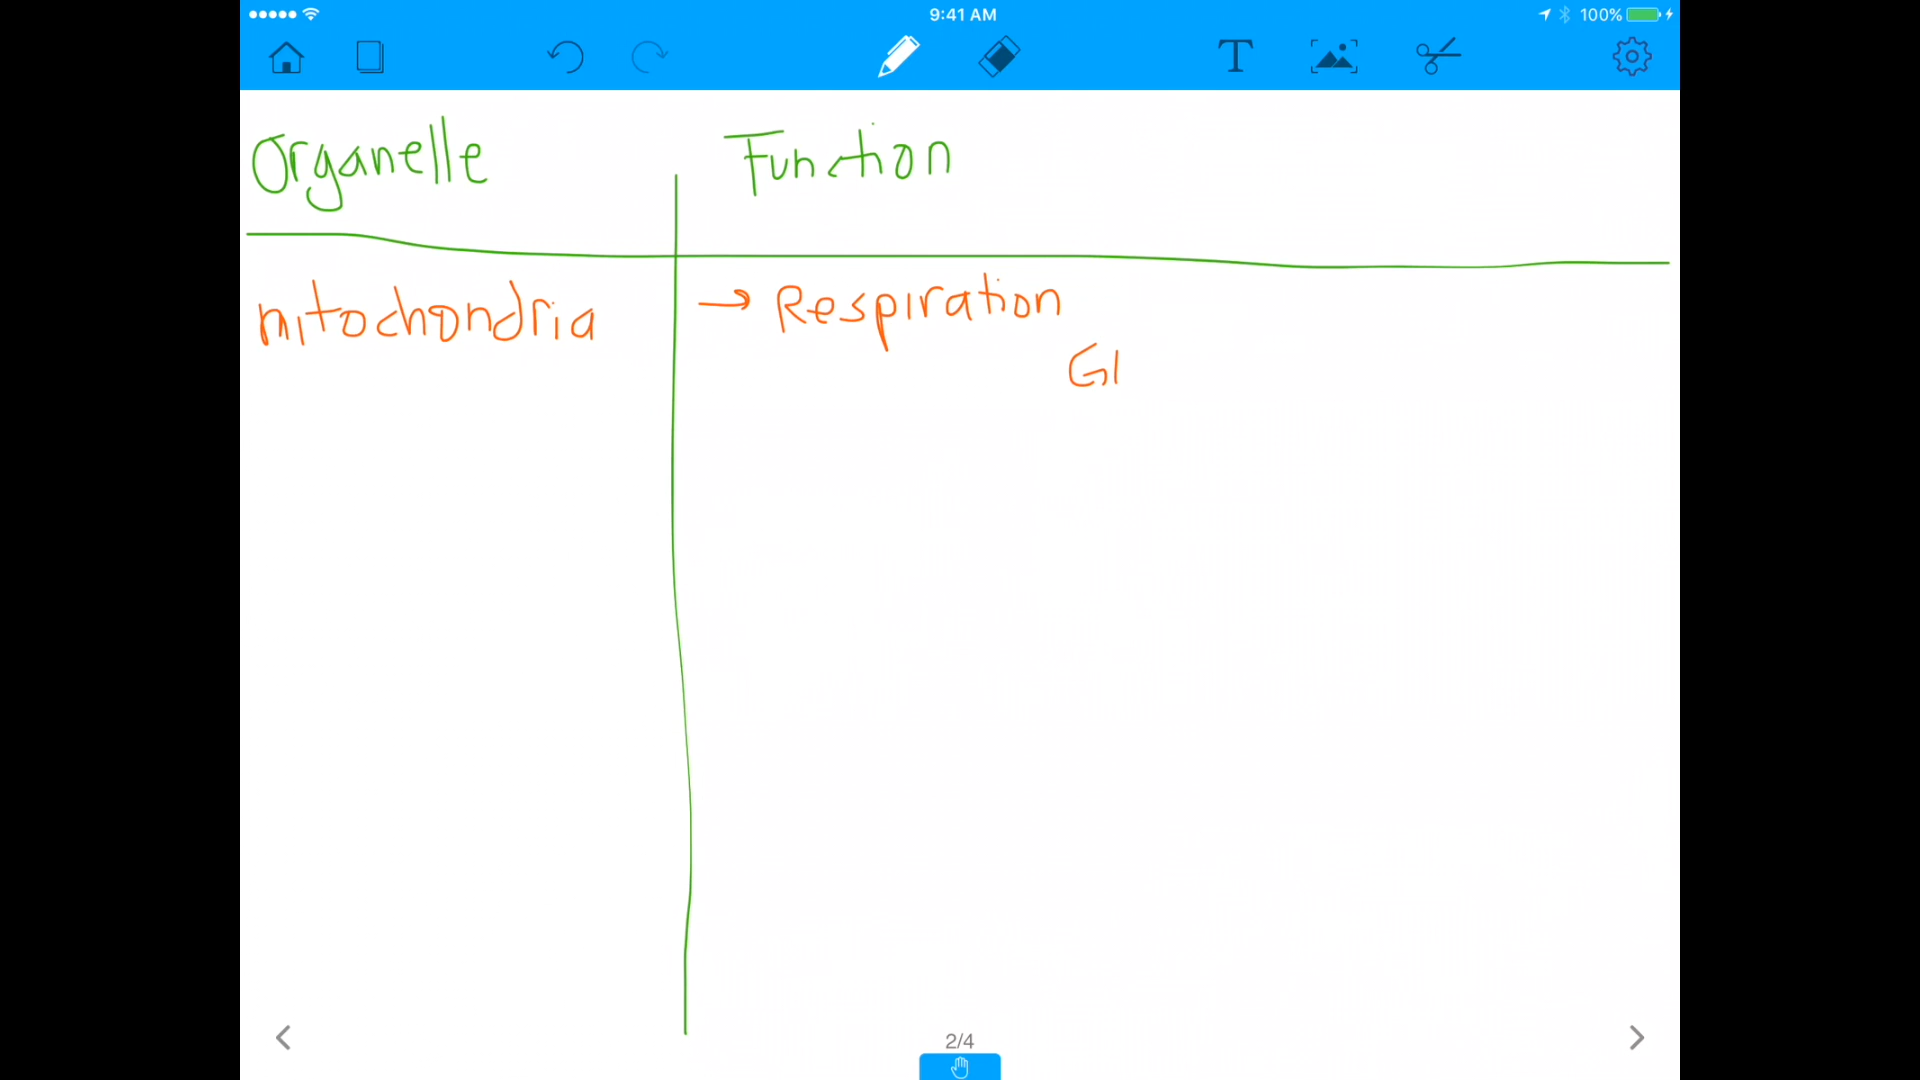 9:41 AM 100%
T
Organelle Function
mitochondria → Respiration
Gl
2/4